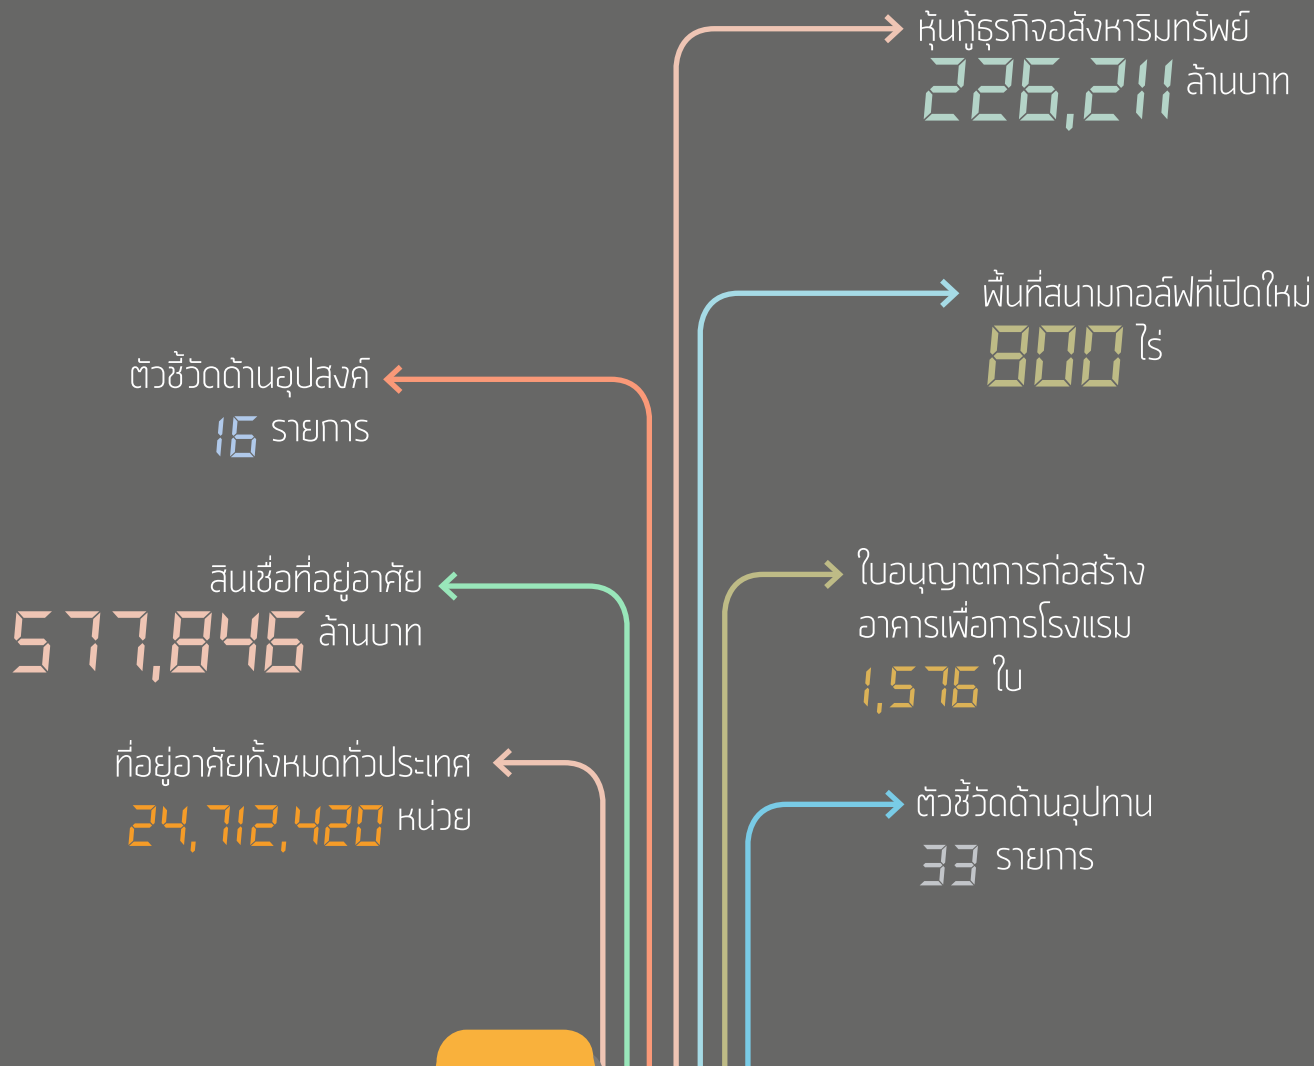 หุ้นกู้ธุรกิจอสังหาริมทรัพย์
226,211 ล้านบาท
พื้นที่สนามกอล์ฟที่เปิดใหม่
800 ไร่
ตัวชี้วัดด้านอุปสงค์
16 รายการ
สินเชื่อที่อยู่อาศัย
577,846 ล้านบาท
ใบอนุญาตการก่อสร้าง
อาคารเพื่อการโรงแรม
1,576 ใบ
ที่อยู่อาศัยทั้งหมดทั่วประเทศ
24,712,420 หน่วย
ตัวชี้วัดด้านอุปทาน
33 รายการ